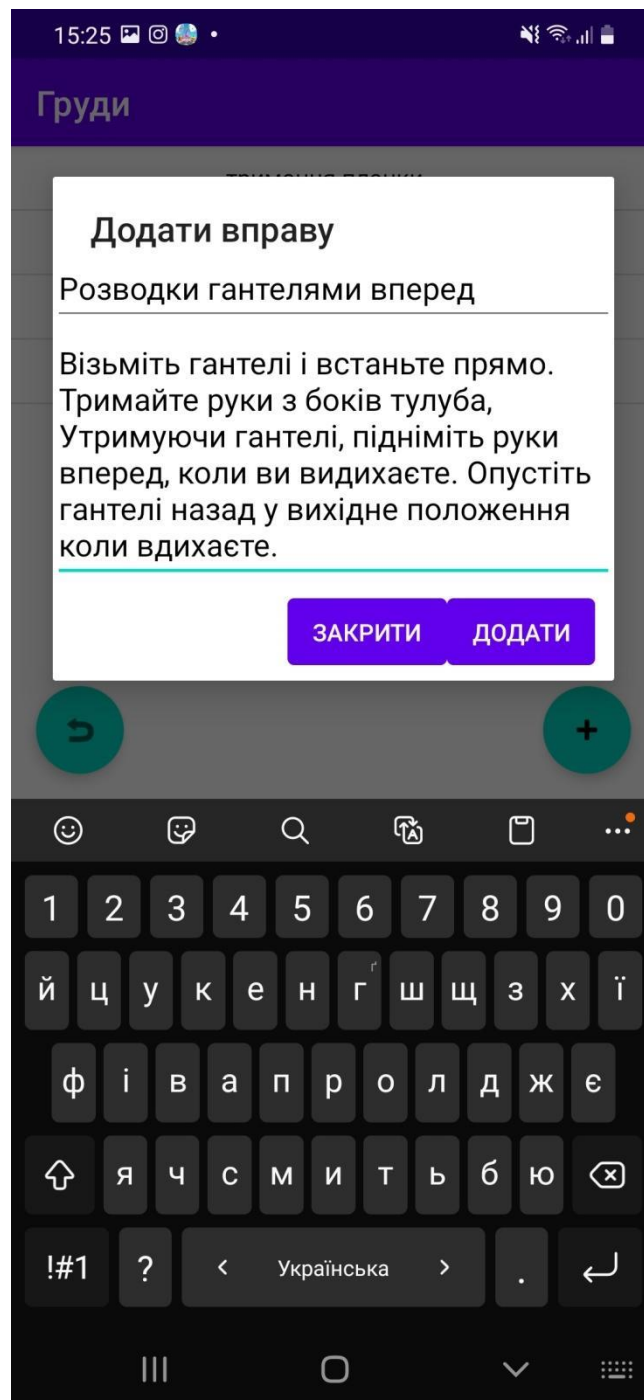 15:25
Груди
тримання планки
Додати вправу
Розводки гантелями вперед
Візьміть гантелі і встаньте прямо.
Тримайте руки з боків тулуба,
Утримуючи гантелі, підніміть руки
вперед, коли ви видихаєте. Опустіть
гантелі назад у вихідне положення
коли вдихаєте.
ЗАКРИТИ ДОДАТИ
+
1 2 3 4 5 6 7 8 9 0
й ц у к е н г ґ ш щ з х ї
ф і в а п р о л д ж є
я ч с м и т ь б ю
!#1 ? < Українська > .